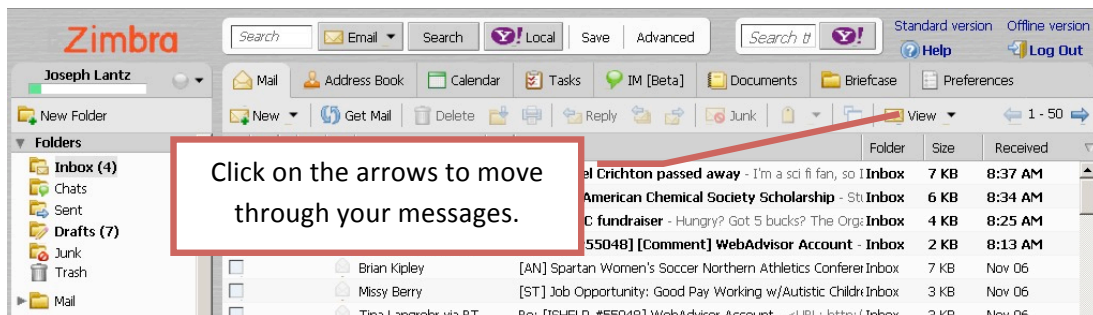 Zimbra
Search Email Search Y! Local Save Advanced Search t Y! Standard version Offline version
Help Log Out
Joseph Lantz
Mail Address Book Calendar Tasks IM [Beta] Documents Briefcase Preferences
New Folder
New Get Mail Delete Reply Junk View 1 - 50
Folders
Folder Size Received
Inbox (4)
el Crichton passed away - I'm a sci fi fan, so I Inbox 7 KB 8:37 AM
Chats
Sent
American Chemical Society Scholarship - Stu Inbox 6 KB 8:34 AM
Drafts (7)
C fundraiser - Hungry? Got 5 bucks? The Orga Inbox 4 KB 8:25 AM
Junk
55048] [Comment] WebAdvisor Account - Inbox 2 KB 8:13 AM
Click on the arrows to move
through your messages.
Trash
Brian Kipley [AN] Spartan Women's Soccer Northern Athletics Conferer Inbox 7 KB Nov 06
Mail
Missy Berry [ST] Job Opportunity: Good Pay Working w/Autistic Childre Inbox 3 KB Nov 06